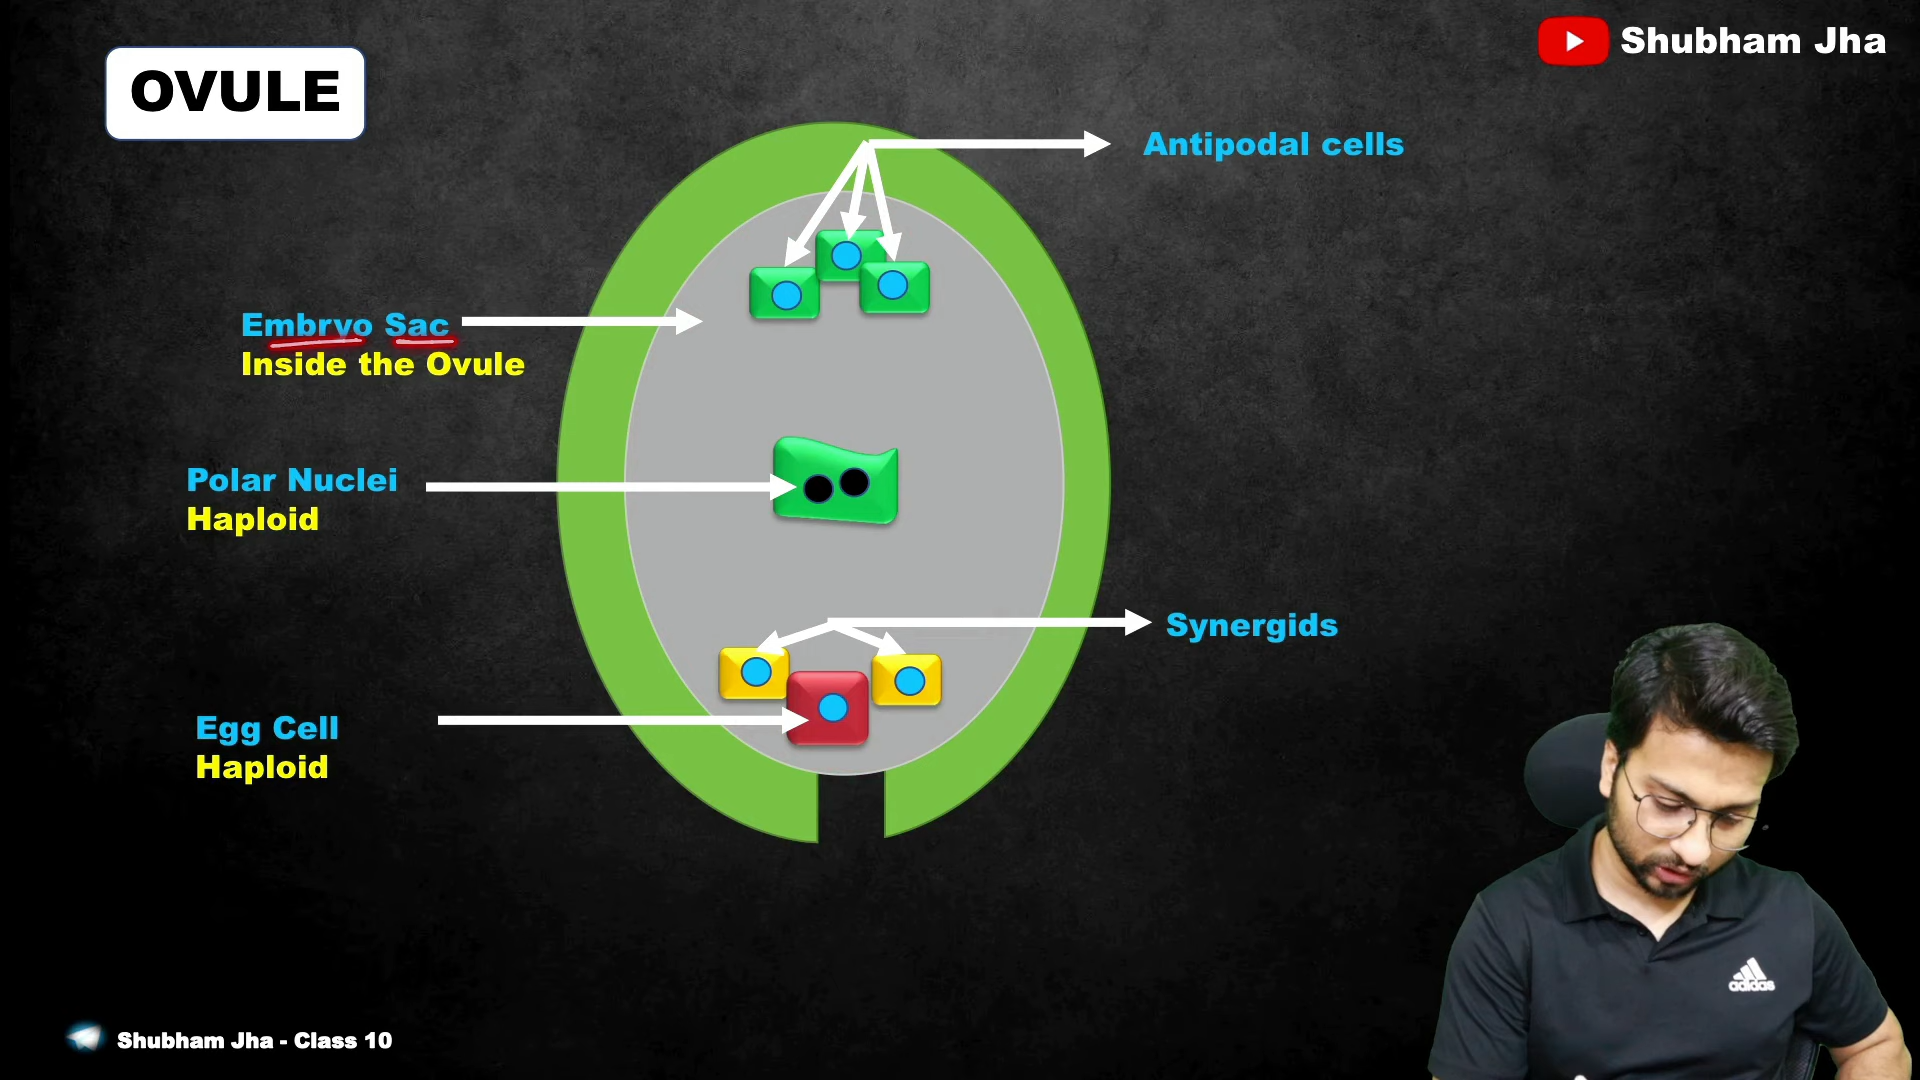 OVULE
Shubham Jha
Antipodal cells
Embryo Sac
Inside the Ovule
Polar Nuclei
Haploid
Synergids
Egg Cell
Haploid
adidas
Shubham Jha - Class 10